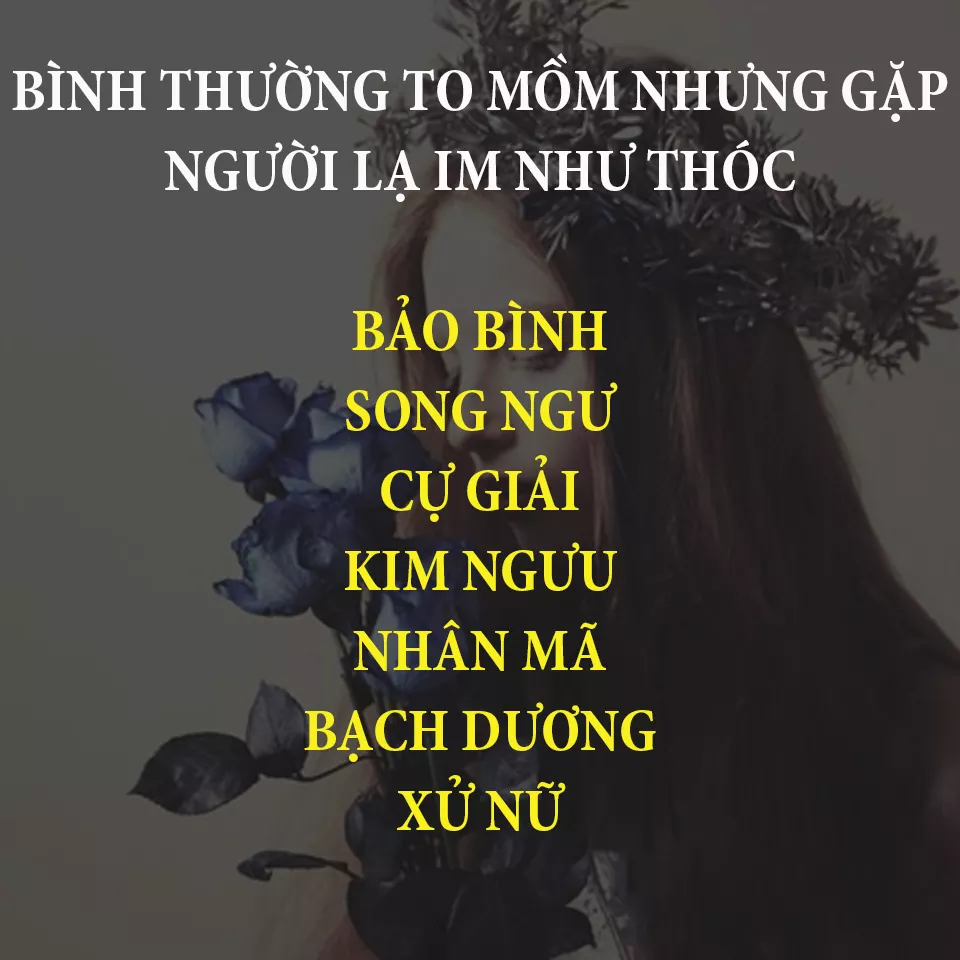 BÌNH THƯỜNG TO MỒM NHƯNG GẶP
NGƯỜI LẠ IM NHƯ THÓC
BẢO BÌNH
SONG NGƯ
CỰ GIẢI
KIM NGƯU
NHÂN MÃ
BẠCH DƯƠNG
XỬ NỮ